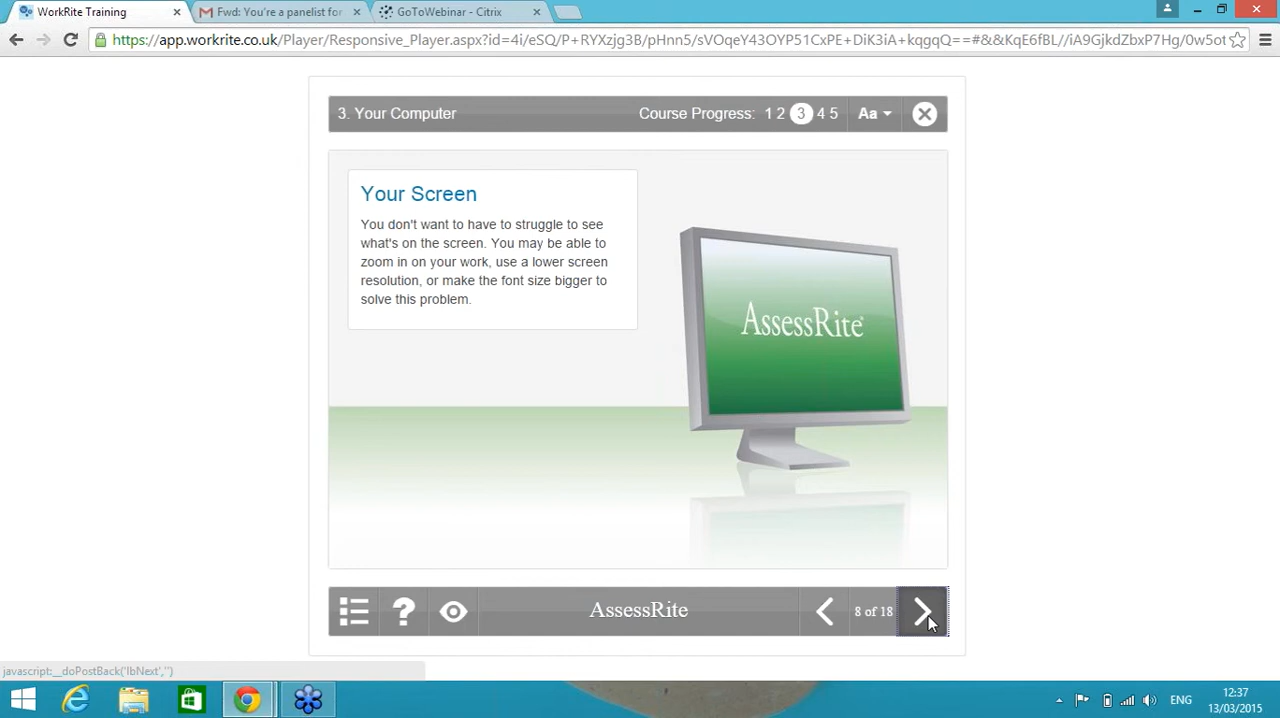 WorkRite Training
Fwd: You're a panelist for
GoToWebinar - Citrix
https://app.workrite.co.uk/Player/Responsive_Player.aspx?id=4i/eSQ/P+RYXzjg3B/pHnn5/sVOqeY43OYP51CxPE+DiK3iA+kqgqQ==#&&KqE6fBL//iA9GjkdZbxP7Hg/0w5ot
3. Your Computer
Course Progress: 1 2 3 4 5
Aa
Your Screen
You don't want to have to struggle to see
what's on the screen. You may be able to
zoom in on your work, use a lower screen
resolution, or make the font size bigger to
solve this problem.
AssessRite
AssessRite
8 of 18
javascript:__doPostBack('lbNext','')
ENG
12:37
13/03/2015